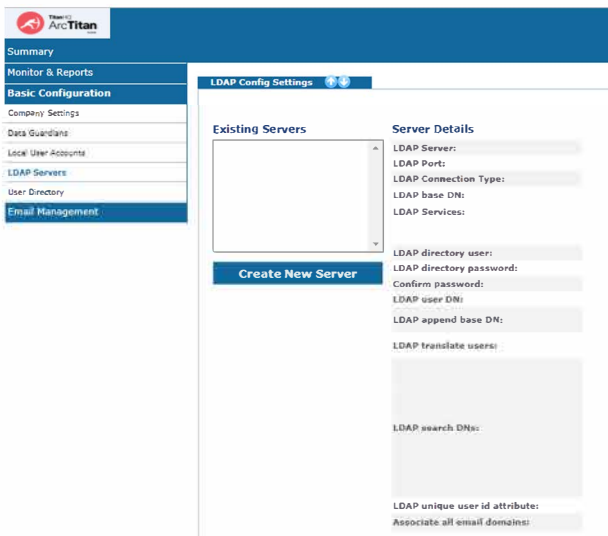 TitanHQ
ArcTitan
Summary
Monitor & Reports
Basic Configuration
Company Settings
Data Guardians
Local User Accounts
LDAP Servers
User Directory
Email Management
LDAP Config Settings
Existing Servers
Create New Server
Server Details
LDAP Server:
LDAP Port:
LDAP Connection Type:
LDAP base DN:
LDAP Services:
LDAP directory user:
LDAP directory password:
Confirm password:
LDAP user DN:
LDAP append base DN:
LDAP translate users:
LDAP search DNs:
LDAP unique user id attribute:
Associate all email domains: